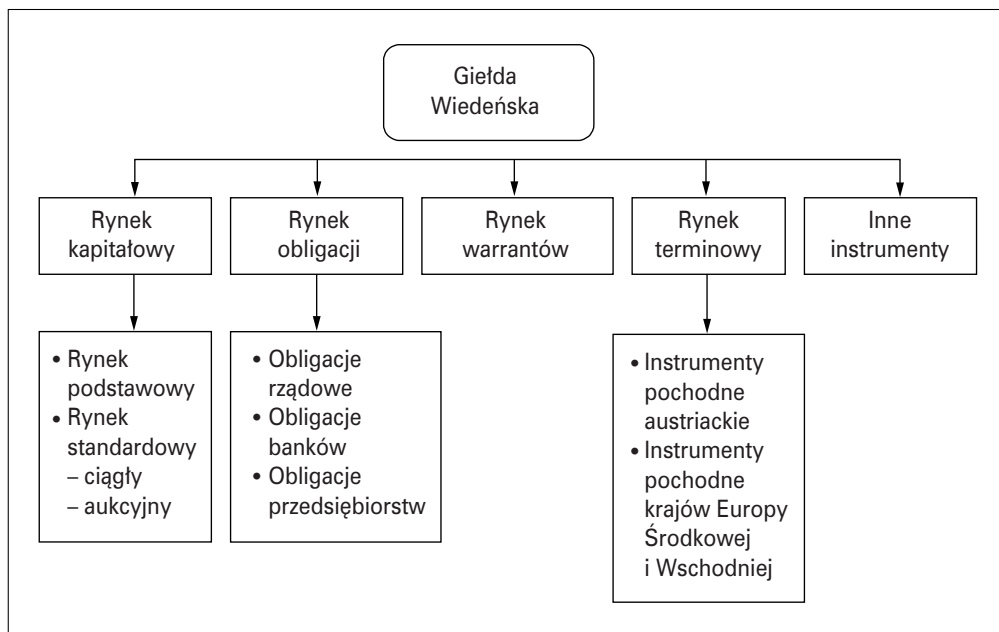 Giełda
Wiedeńska
Rynek
kapitałowy
Rynek
obligacji
Rynek
warrantów
Rynek
terminowy
Inne
instrumenty
• Rynek
podstawowy
• Rynek
standardowy
– ciągły
– aukcyjny
• Obligacje
rządowe
• Obligacje
banków
• Obligacje
przedsiębiorstw
• Instrumenty
pochodne
austriackie
• Instrumenty
pochodne
krajów Europy
Środkowej
i Wschodniej